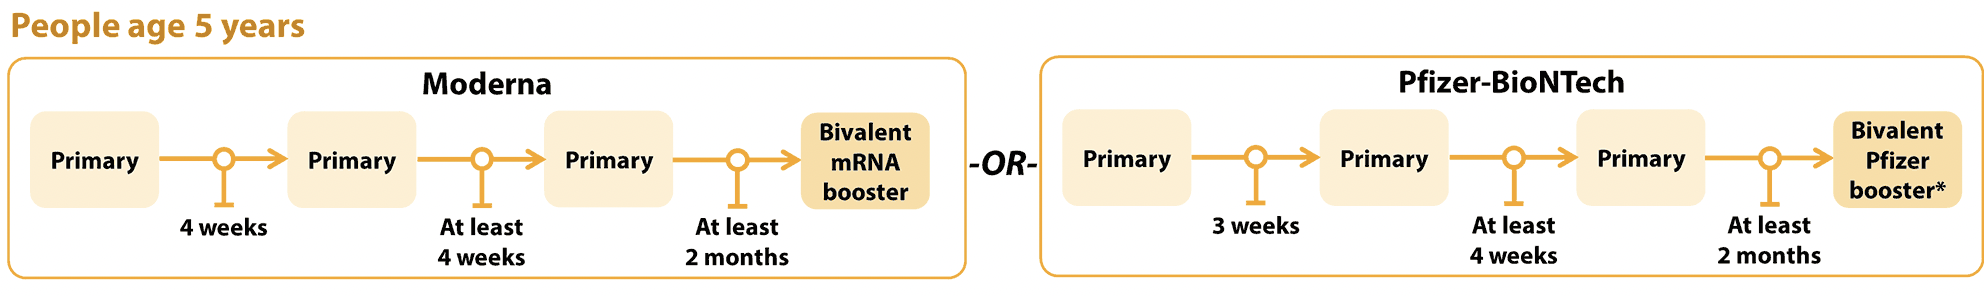 People age 5 years
Moderna
Primary
4 weeks
Primary
At least
4 weeks
Primary
At least
2 months
Bivalent
mRNA
booster
-OR-
Pfizer-BioNTech
Primary
3 weeks
Primary
At least
4 weeks
Primary
At least
2 months
Bivalent
Pfizer
booster*